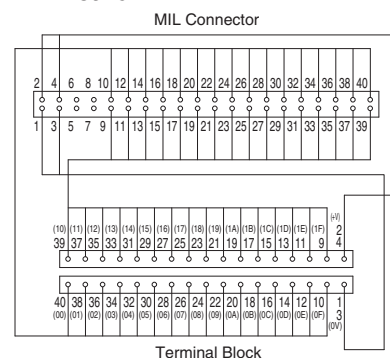 MIL Connector
2 4 6 8 10 12 14 16 18 20 22 24 26 28 30 32 34 36 38 40
1 3 5 7 9 11 13 15 17 19 21 23 25 27 29 31 33 35 37 39
(+V)
(10) (11) (12) (13) (14) (15) (16) (17) (18) (19) (1A) (1B) (1C) (1D) (1E) (1F) 2
39 37 35 33 31 29 27 25 23 21 19 17 15 13 11 9 4
40 38 36 34 32 30 28 26 24 22 20 18 16 14 12 10 1
(00) (01) (02) (03) (04) (05) (06) (07) (08) (09) (0A) (0B) (0C) (0D) (0E) (0F) 3
(0V)
Terminal Block